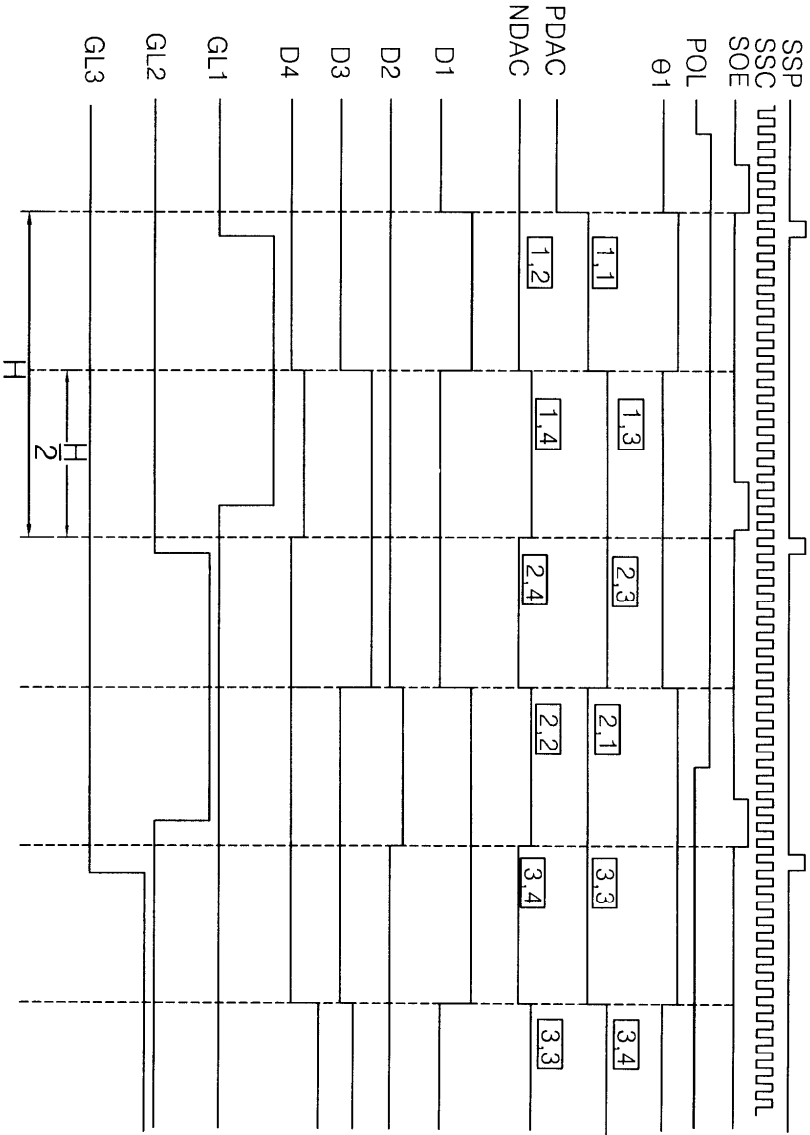 SSP
SSC
SOE
POL
θ1
PDAC
NDAC
D1
D2
D3
D4
GL1
GL2
GL3
1,1
1,3
2,3
2,1
3,3
3,4
1,2
1,4
2,4
2,2
3,4
3,3
H
H
2